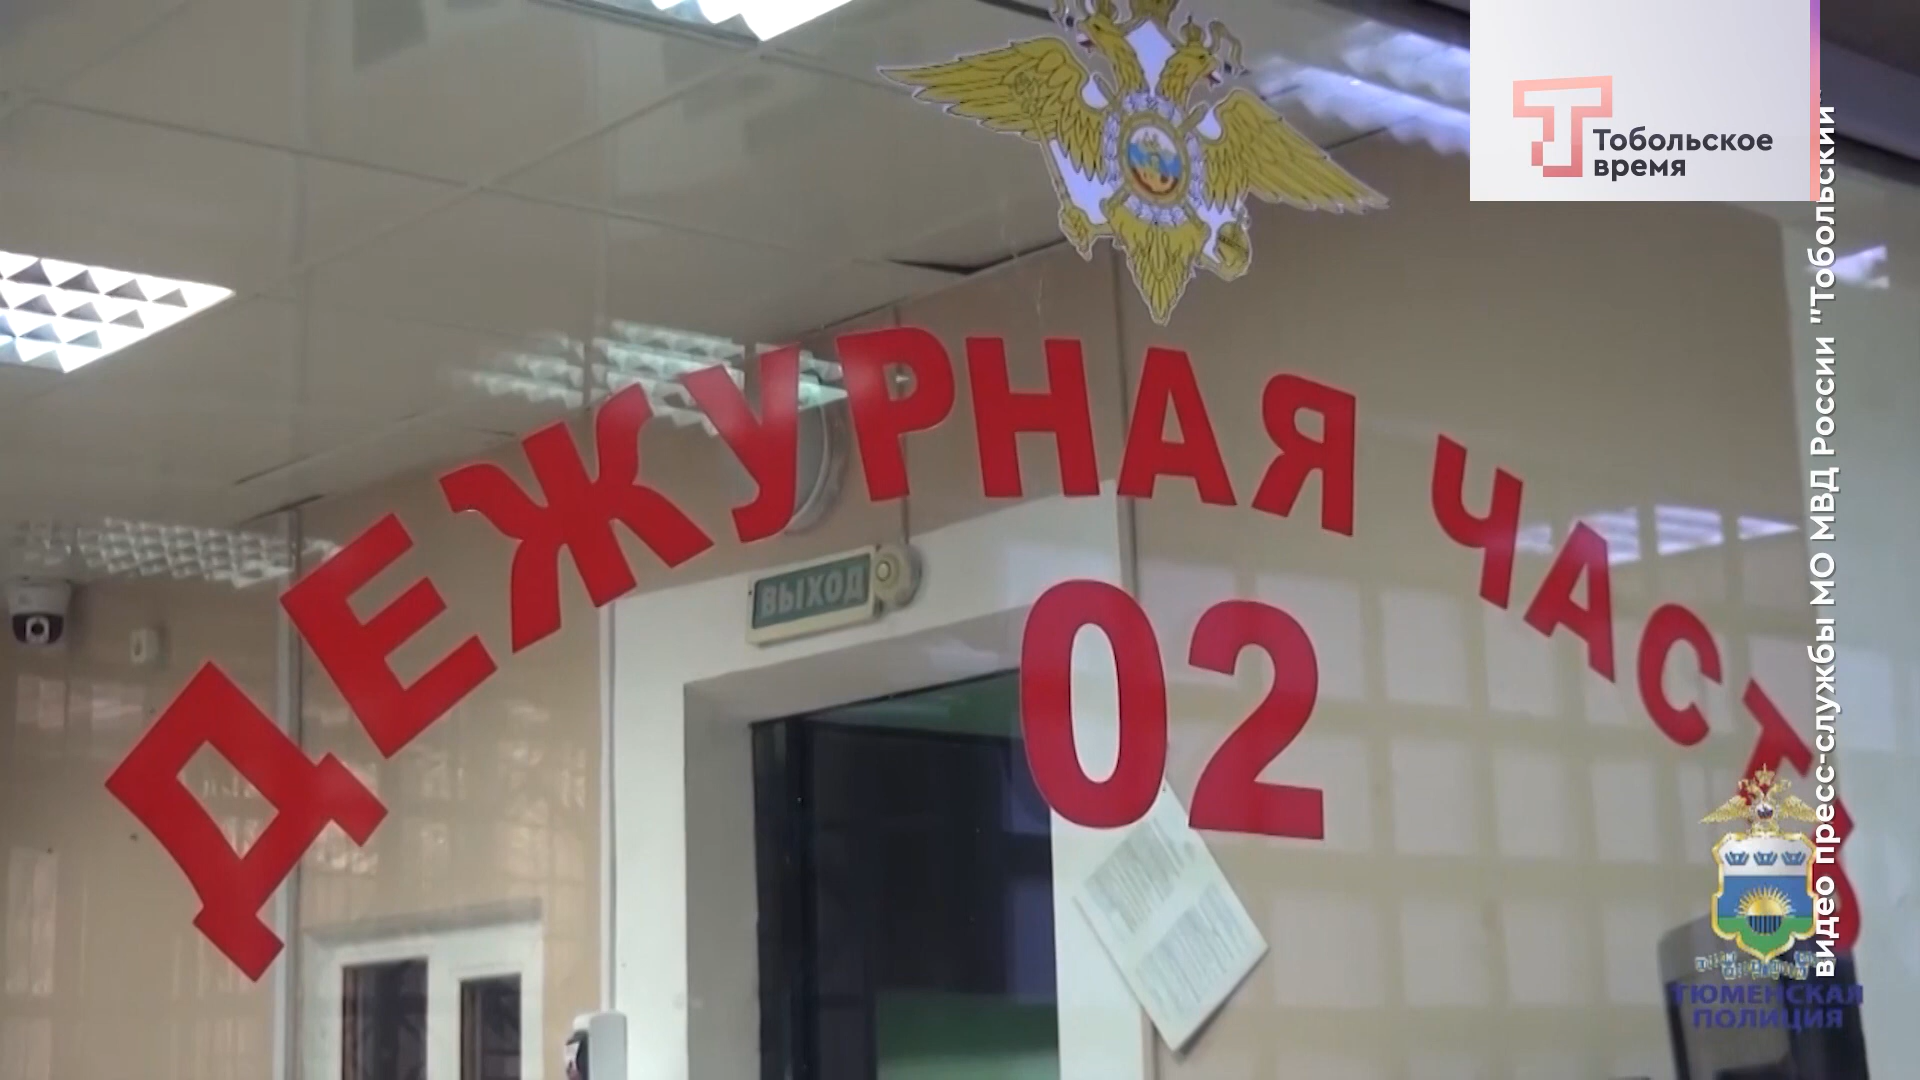 Тобольское
время
ДЕЖУРНАЯ ЧАСТЬ
02
ВЫХОД
видео пресс-службы МО МВД России "Тобольский"
ТЮМЕНСКАЯ
ПОЛИЦИЯ